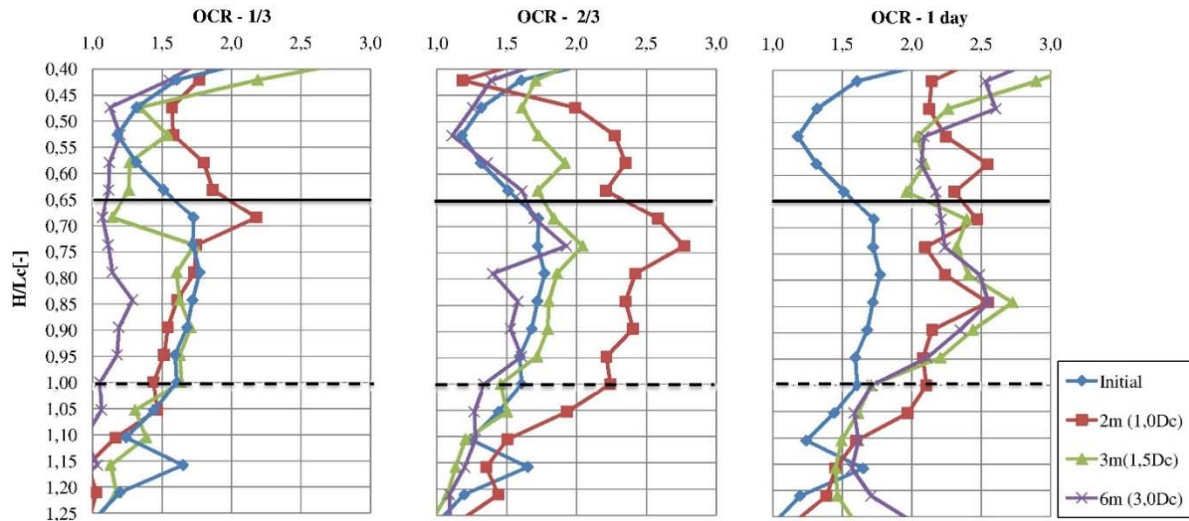 OCR - 1/3
1,0 1,5 2,0 2,5 3,0
OCR - 2/3
1,0 1,5 2,0 2,5 3,0
OCR - 1 day
1,0 1,5 2,0 2,5 3,0
H/Lc[-]
0,40
0,45
0,50
0,55
0,60
0,65
0,70
0,75
0,80
0,85
0,90
0,95
1,00
1,05
1,10
1,15
1,20
1,25
Initial
2m (1,0Dc)
3m(1,5Dc)
6m (3,0Dc)